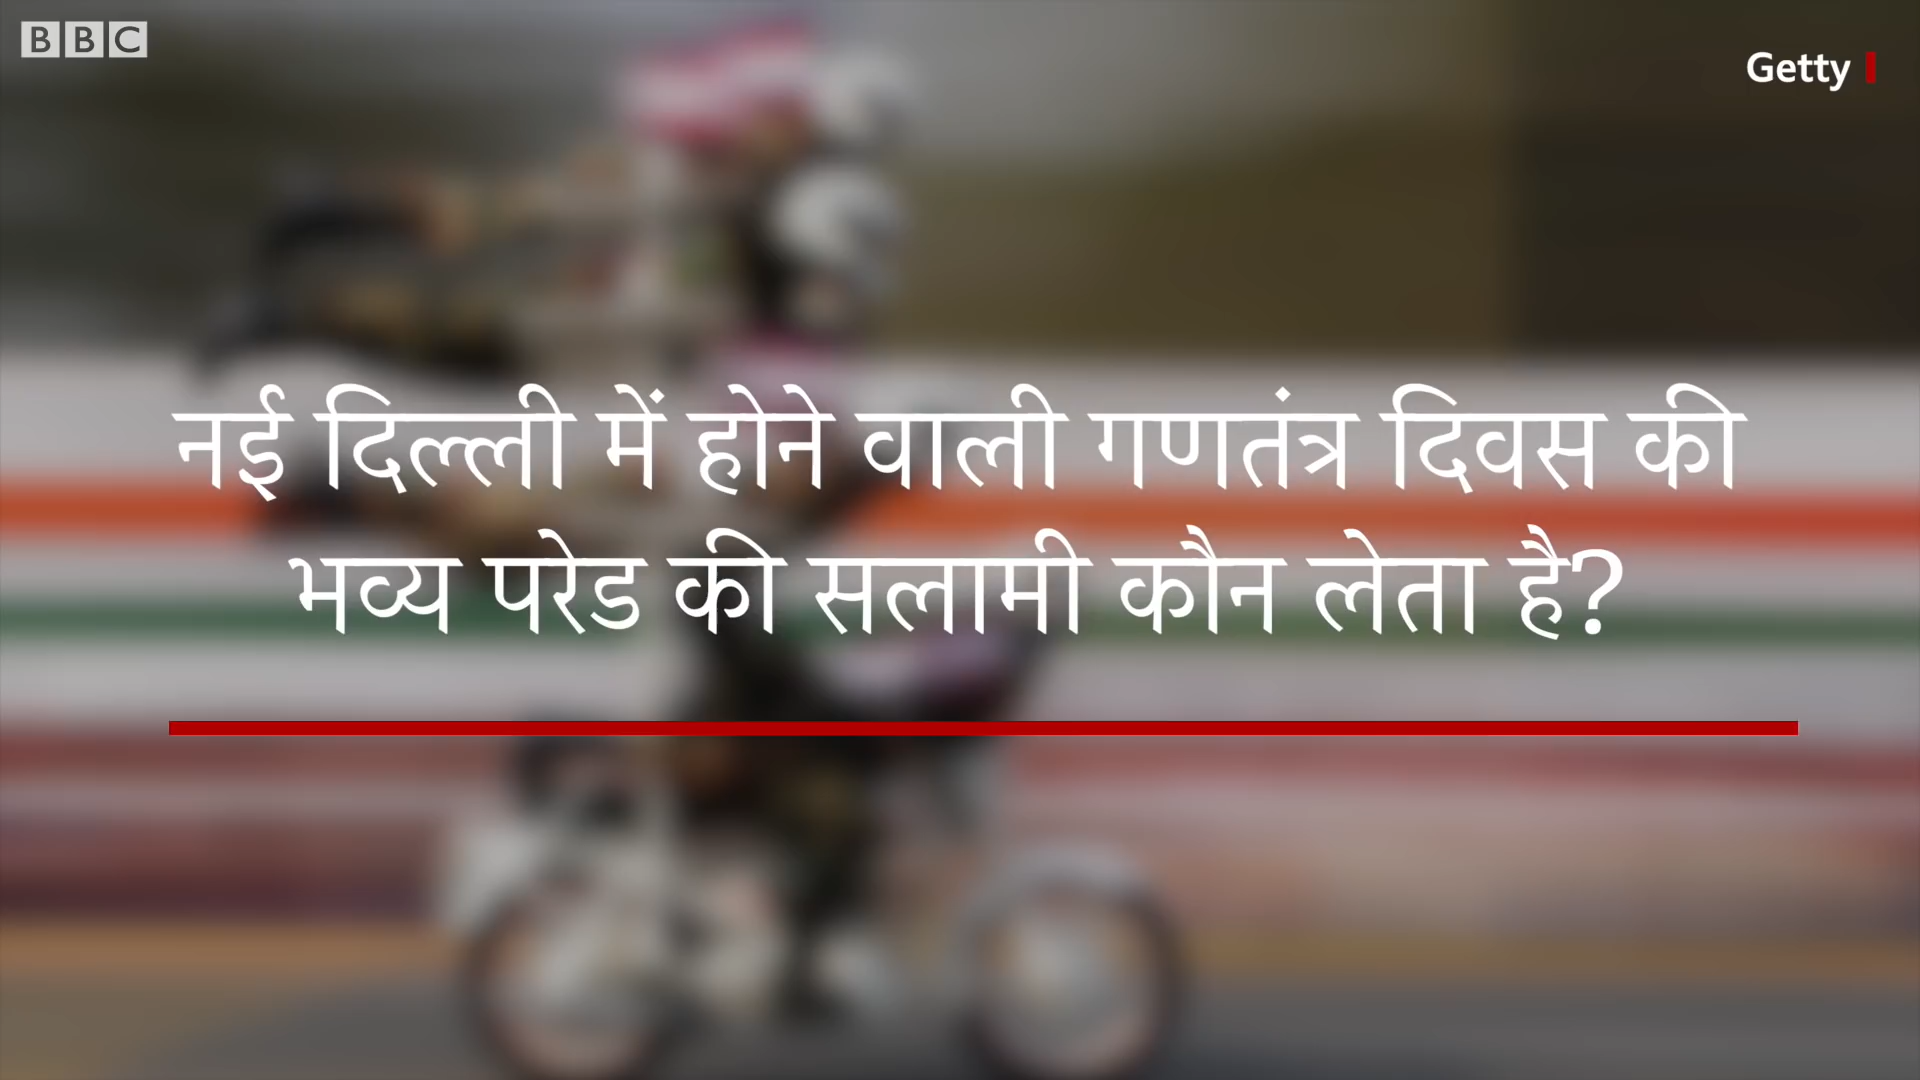 BBC
Getty
नई दिल्ली में होने वाली गणतंत्र दिवस की
भव्य परेड की सलामी कौन लेता है?